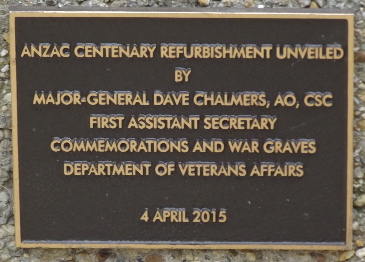 ANZAC CENTENARY REFURBISHMENT UNVEILED
BY
MAJOR-GENERAL DAVE CHALMERS, AO, CSC
FIRST ASSISTANT SECRETARY
COMMEMORATIONS AND WAR GRAVES
DEPARTMENT OF VETERANS AFFAIRS
4 APRIL 2015